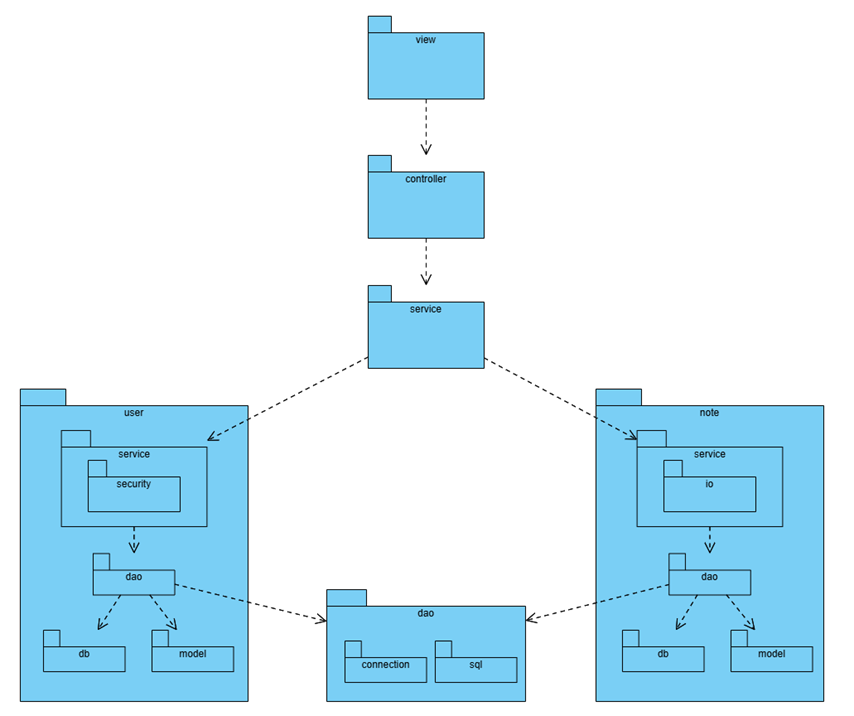 view
controller
service
user
note
service
service
security
io
dao
dao
dao
db
model
connection
sql
db
model